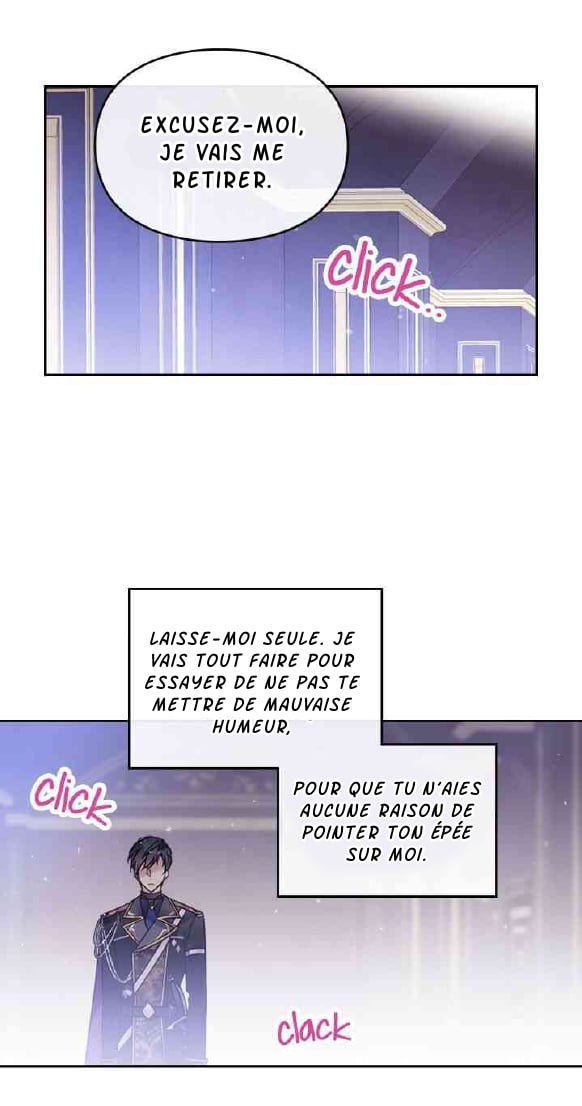 EXCUSEZ-MOI,
JE VAIS ME
RETIRER.
click..
LAISSE-MOI SEULE. JE
VAIS TOUT FAIRE POUR
ESSAYER DE NE PAS TE
METTRE DE MAUVAISE
HUMEUR,
POUR QUE TU N'AIES
AUCUNE RAISON DE
POINTER TON ÉPÉE
SUR MOI.
click
clack